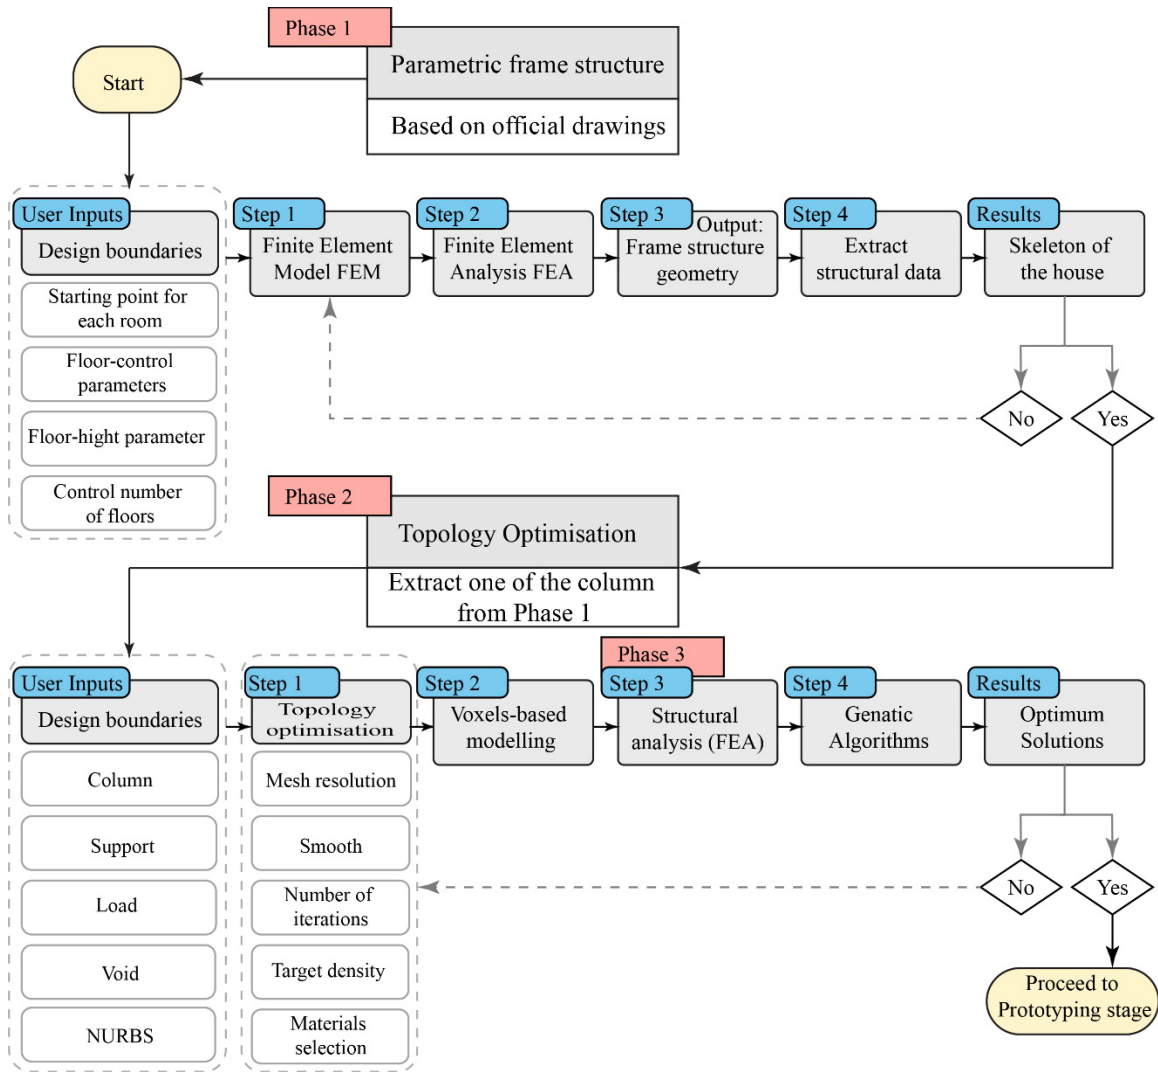 Phase 1
Start
Parametric frame structure
Based on official drawings
User Inputs
Design boundaries
Starting point for
each room
Floor-control
parameters
Floor-hight parameter
Control number
of floors
Step 1
Finite Element
Model FEM
Step 2
Finite Element
Analysis FEA
Step 3
Output:
Frame structure
geometry
Step 4
Extract
structural data
Results
Skeleton of
the house
No
Yes
Phase 2
Topology Optimisation
Extract one of the column
from Phase 1
User Inputs
Design boundaries
Column
Support
Load
Void
NURBS
Step 1
Topology
optimisation
Mesh resolution
Smooth
Number of
iterations
Target density
Materials
selection
Step 2
Voxels-based
modelling
Phase 3
Step 3
Structural
analysis (FEA)
Step 4
Genatic
Algorithms
Results
Optimum
Solutions
No
Yes
Proceed to
Prototyping stage